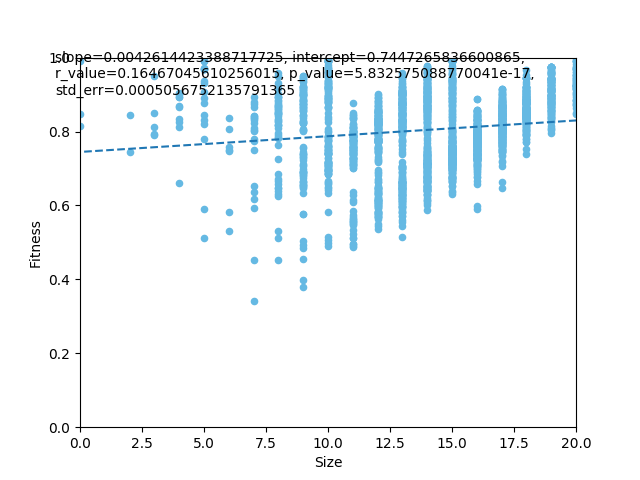 slope=0.0042614423388717725, intercept=0.7447265836600865,
r_value=0.16467045610256015, p_value=5.832575088770041e-17,
std_err=0.0005056752135791365
1.0
0.8
0.6
0.4
0.2
0.0
Fitness
0.0 2.5 5.0 7.5 10.0 12.5 15.0 17.5 20.0
Size